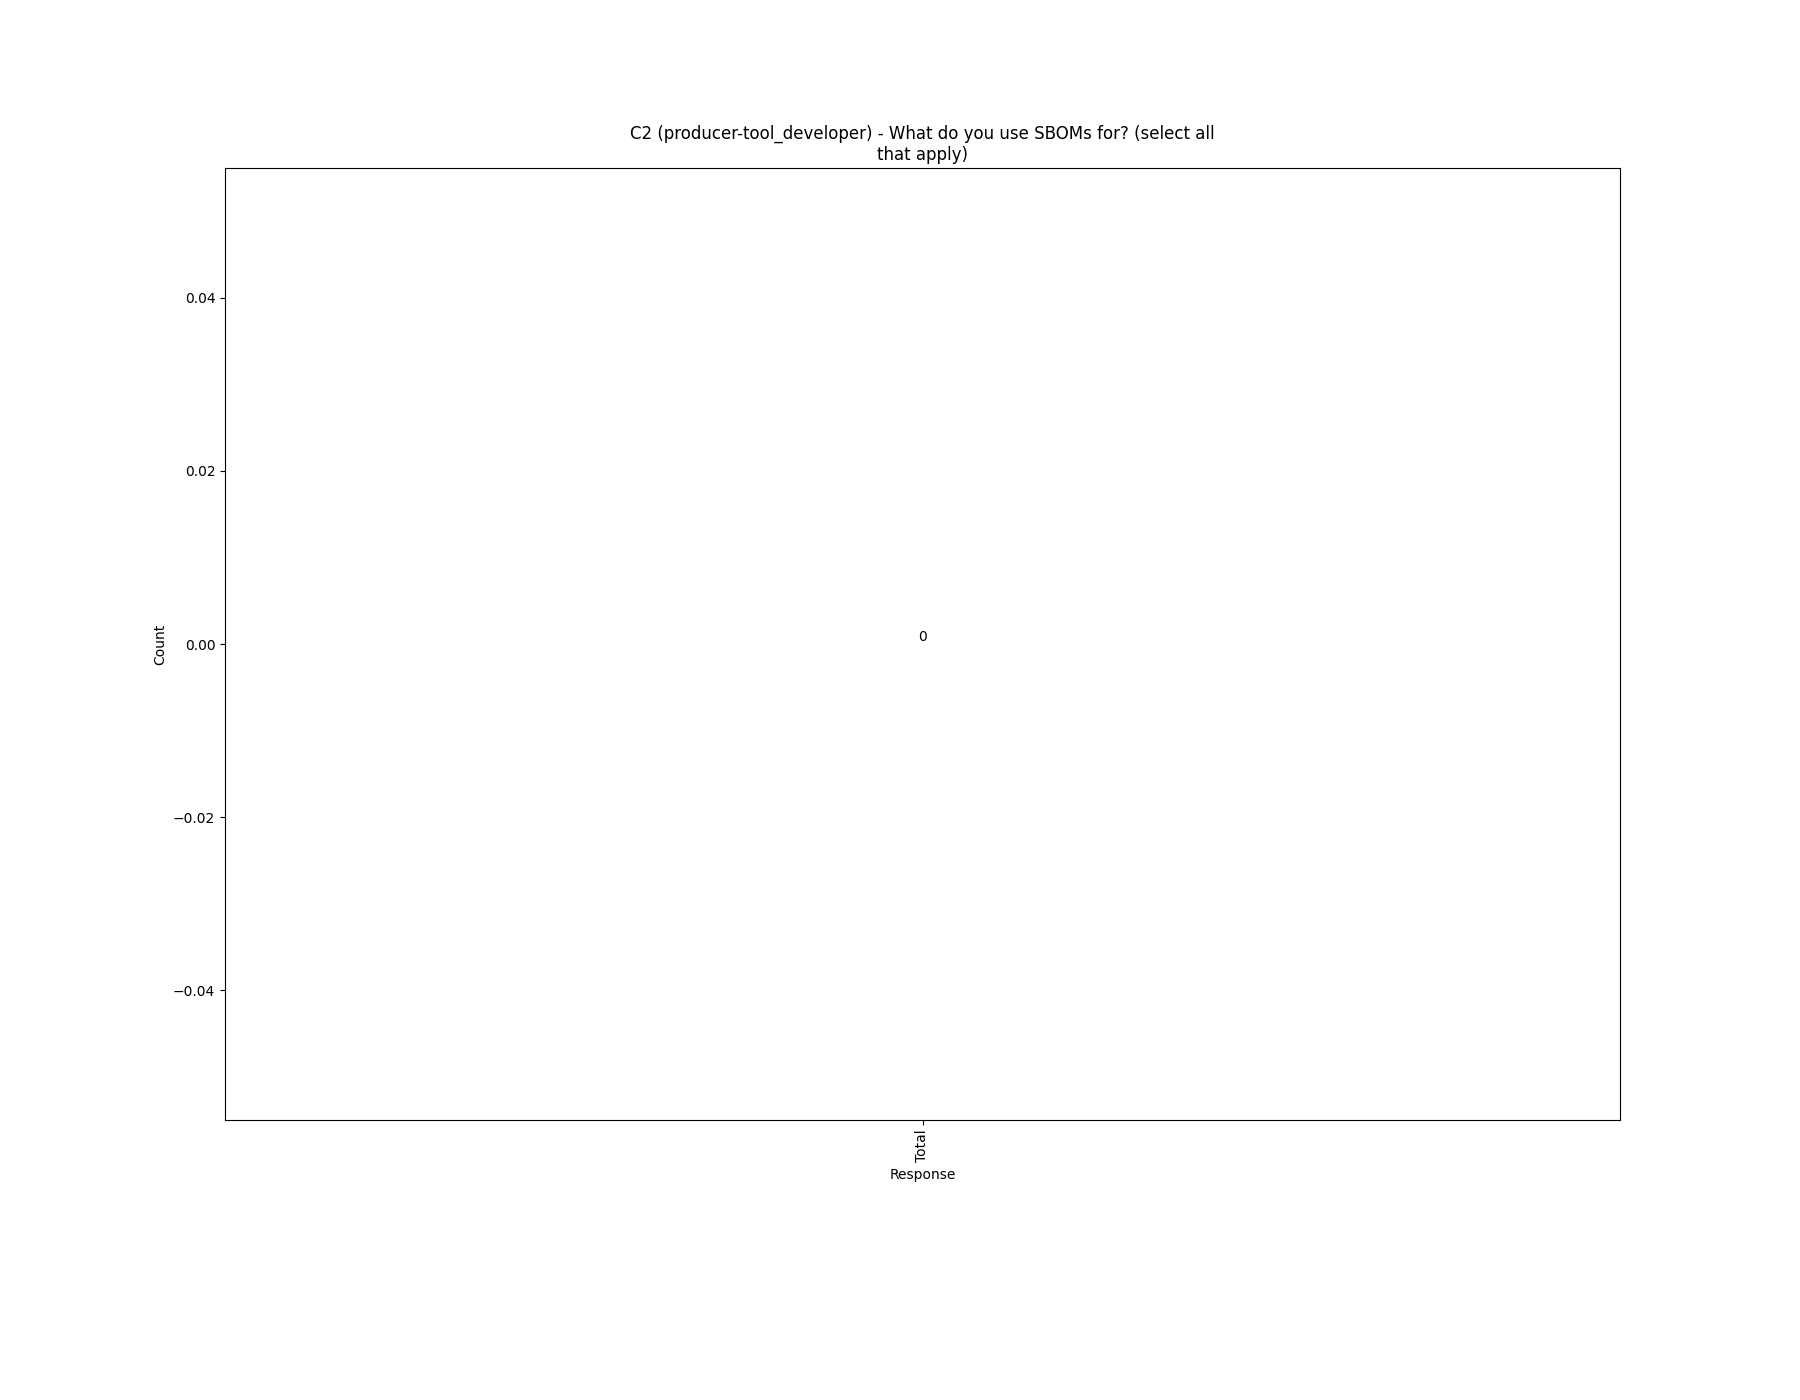 C2 (producer-tool_developer) - What do you use SBOMs for? (select all
that apply)
0.04
0.02
0.00
−0.02
−0.04
Count
0
Total
Response